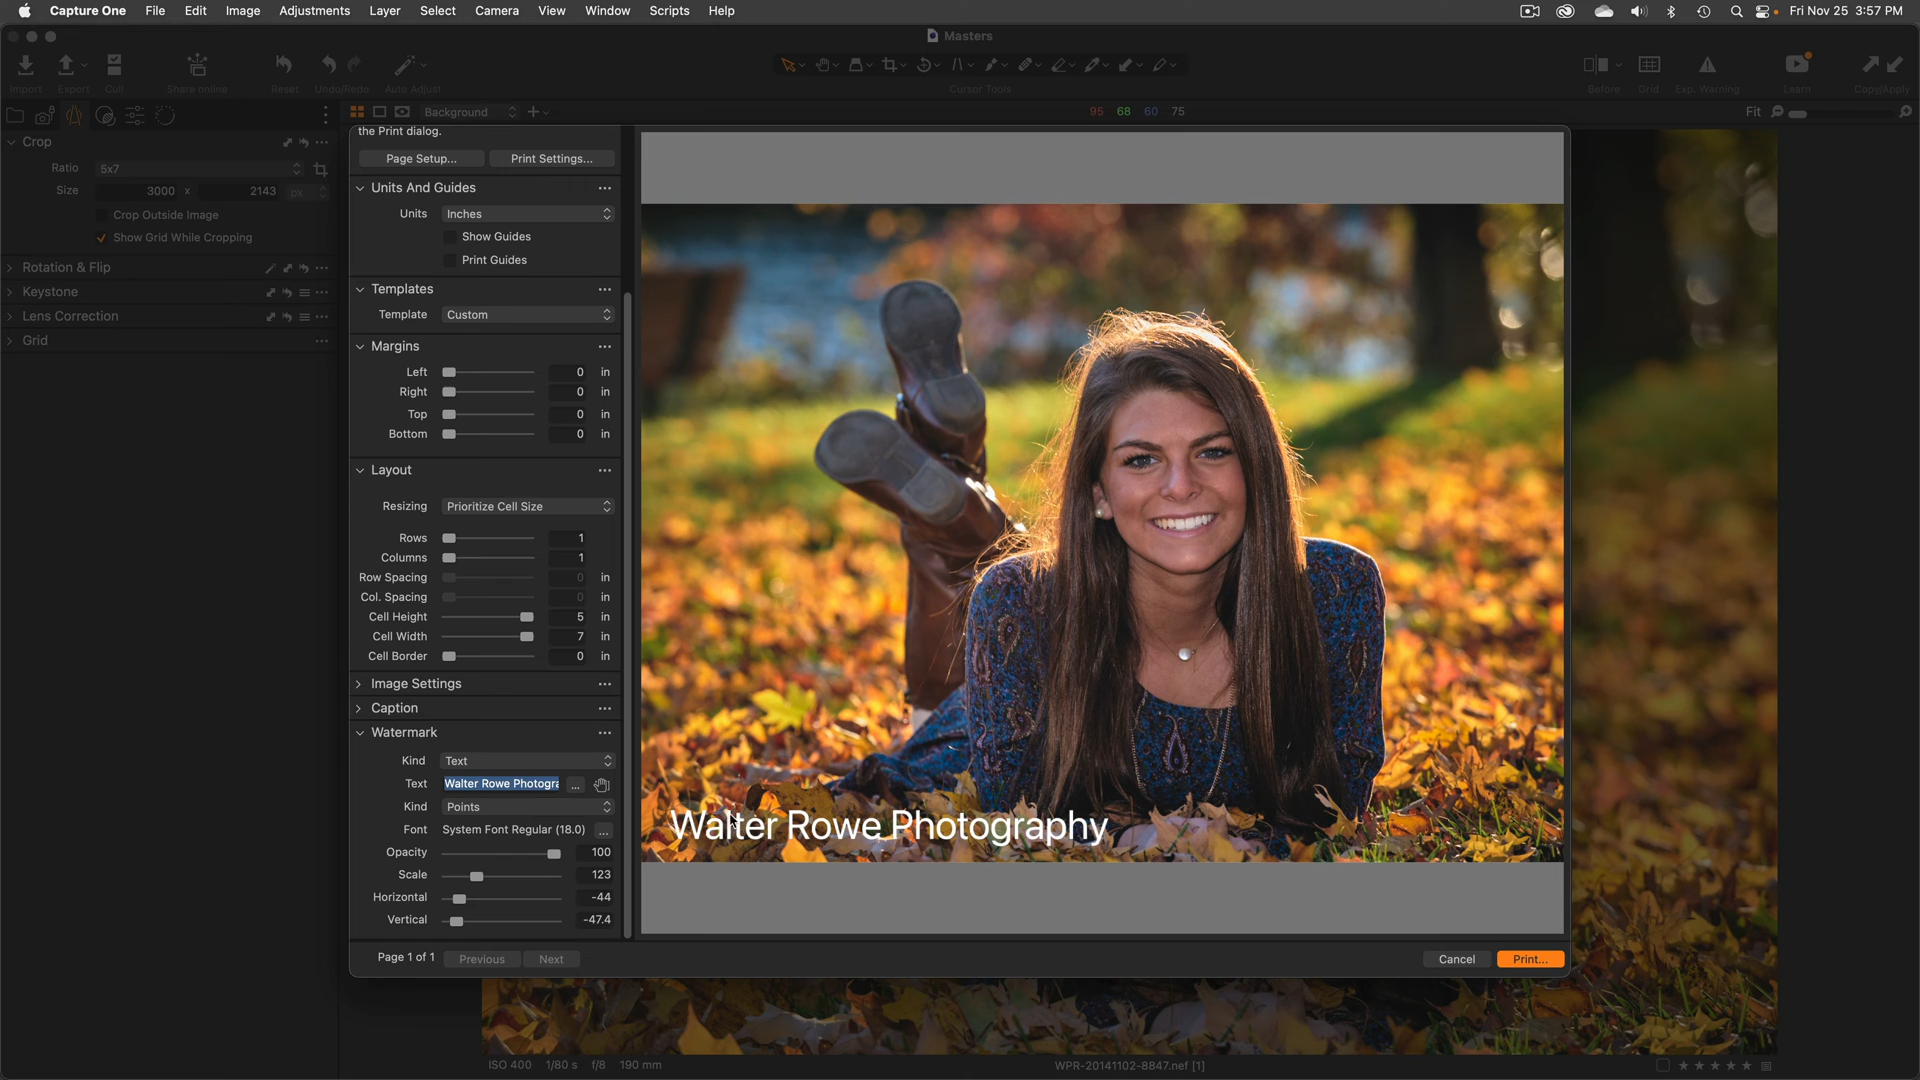 Capture One File Edit Image Adjustments Layer Select Camera View Window Scripts Help
Fri Nov 25 3:57 PM
Masters
Import Export Cull Share online Reset Undo/Redo Auto Adjust Cursor Tools Before Grid Exp. Warning Learn Copy/Apply
Background 95 68 60 75 Fit
Crop
Ratio 5x7
Size 3000 x 2143 px
Crop Outside Image
Show Grid While Cropping
Rotation & Flip
Keystone
Lens Correction
Grid
the Print dialog.
Page Setup... Print Settings...
Units And Guides
Units Inches
Show Guides
Print Guides
Templates
Template Custom
Margins
Left 0 in
Right 0 in
Top 0 in
Bottom 0 in
Layout
Resizing Prioritize Cell Size
Rows 1
Columns 1
Row Spacing 0 in
Col. Spacing 0 in
Cell Height 5 in
Cell Width 7 in
Cell Border 0 in
Image Settings
Caption
Watermark
Kind Text
Text Walter Rowe Photogra ...
Kind Points
Font System Font Regular (18.0) ...
Opacity 100
Scale 123
Horizontal -44
Vertical -47.4
Walter Rowe Photography
Page 1 of 1 Previous Next Cancel Print...
ISO 400 1/80 s f/8 190 mm WPR-20141102-8847.nef [1]